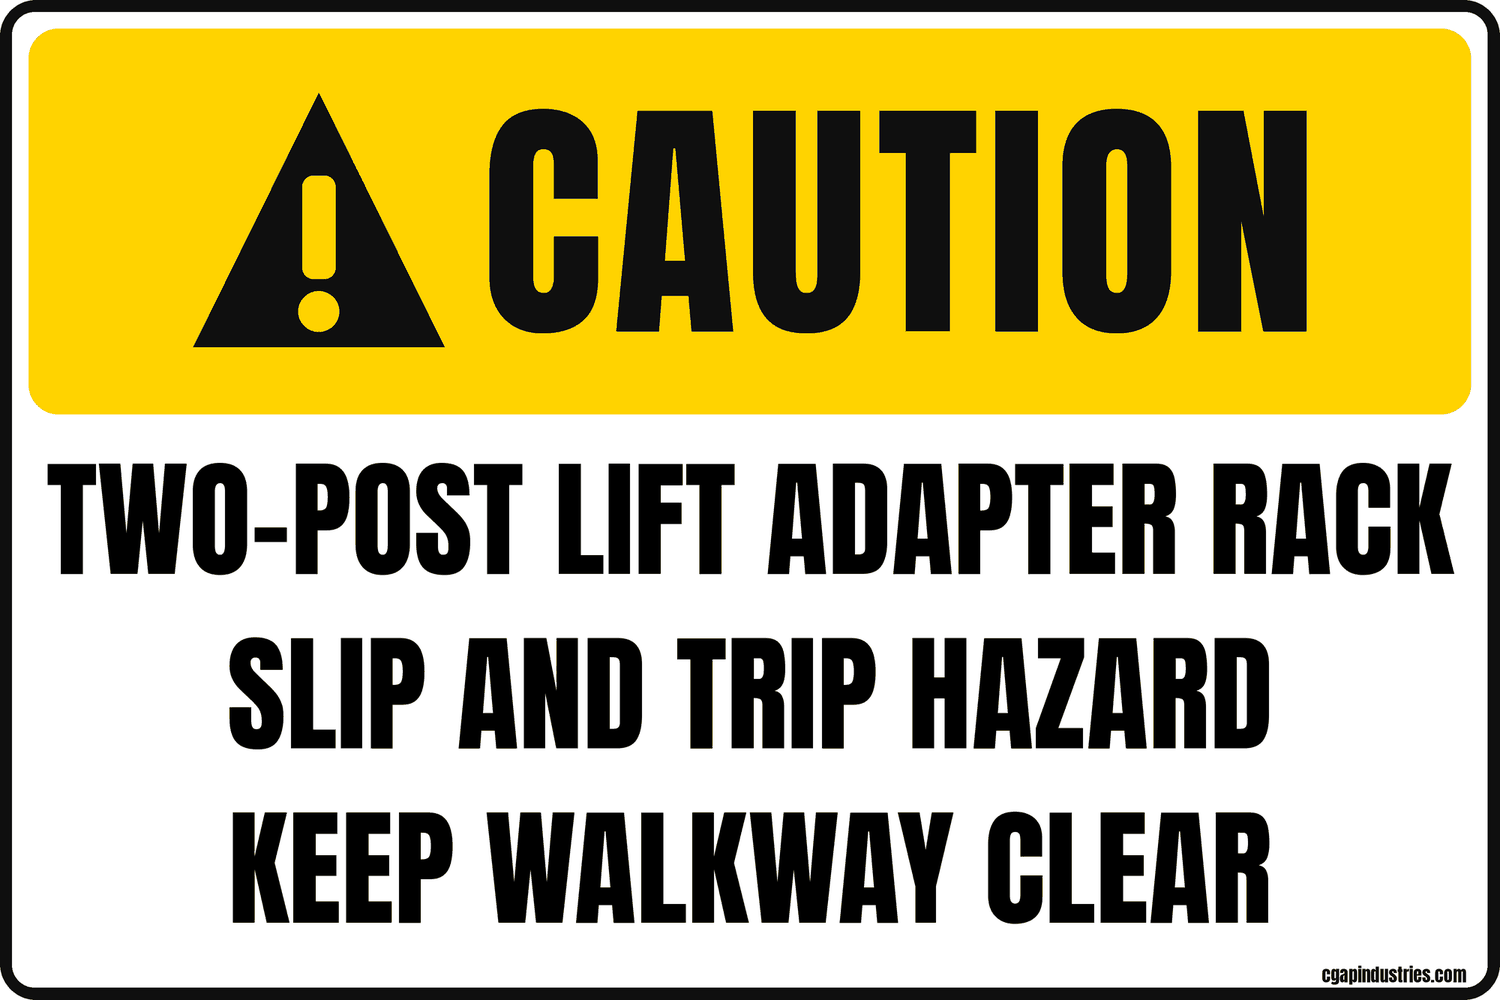 CAUTION
TWO-POST LIFT ADAPTER RACK
SLIP AND TRIP HAZARD
KEEP WALKWAY CLEAR
cgapindustries.com